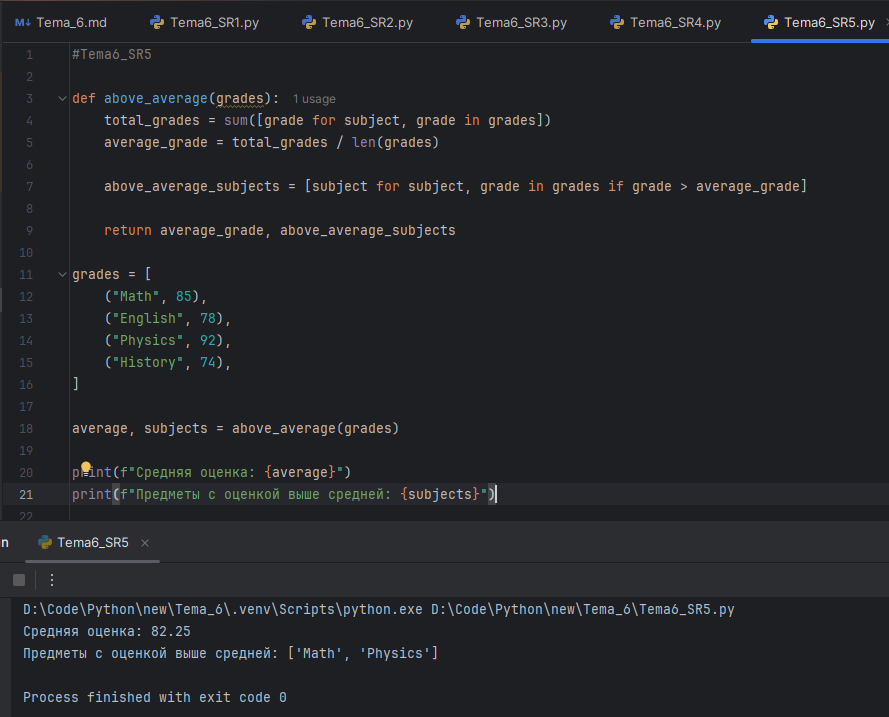 Tema_6.md Tema6_SR1.py Tema6_SR2.py Tema6_SR3.py Tema6_SR4.py Tema6_SR5.py
1 #Tema6_SR5
2
3 def above_average(grades): 1 usage
4 total_grades = sum([grade for subject, grade in grades])
5 average_grade = total_grades / len(grades)
6
7 above_average_subjects = [subject for subject, grade in grades if grade > average_grade]
8
9 return average_grade, above_average_subjects
10
11 grades = [
12 ("Math", 85),
13 ("English", 78),
14 ("Physics", 92),
15 ("History", 74),
16 ]
17
18 average, subjects = above_average(grades)
19
20 print(f"Средняя оценка: {average}")
21 print(f"Предметы с оценкой выше средней: {subjects}")
22
n Tema6_SR5
D:\Code\Python\new\Tema_6\.venv\Scripts\python.exe D:\Code\Python\new\Tema_6\Tema6_SR5.py
Средняя оценка: 82.25
Предметы с оценкой выше средней: ['Math', 'Physics']
Process finished with exit code 0